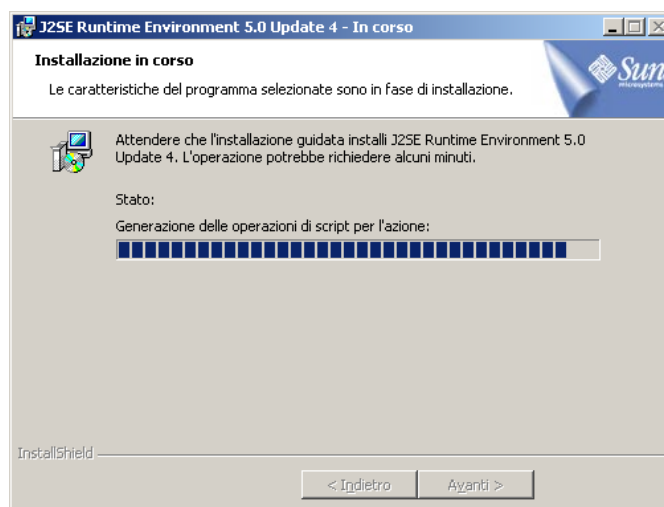 J2SE Runtime Environment 5.0 Update 4 - In corso
Installazione in corso
Le caratteristiche del programma selezionate sono in fase di installazione.
Sun
microsystems
Attendere che l'installazione guidata installi J2SE Runtime Environment 5.0
Update 4. L'operazione potrebbe richiedere alcuni minuti.
Stato:
Generazione delle operazioni di script per l'azione:
InstallShield
< Indietro
Avanti >